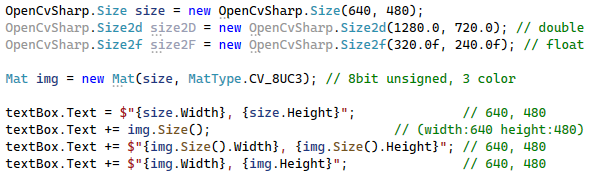 OpenCvSharp.Size size = new OpenCvSharp.Size(640, 480);
OpenCvSharp.Size2d size2D = new OpenCvSharp.Size2d(1280.0, 720.0); // double
OpenCvSharp.Size2f size2F = new OpenCvSharp.Size2f(320.0f, 240.0f); // float
Mat img = new Mat(size, MatType.CV_8UC3); // 8bit unsigned, 3 color
textBox.Text = $"{size.Width}, {size.Height}"; // 640, 480
textBox.Text += img.Size(); // (width:640 height:480)
textBox.Text += $"{img.Size().Width}, {img.Size().Height}"; // 640, 480
textBox.Text += $"{img.Width}, {img.Height}"; // 640, 480